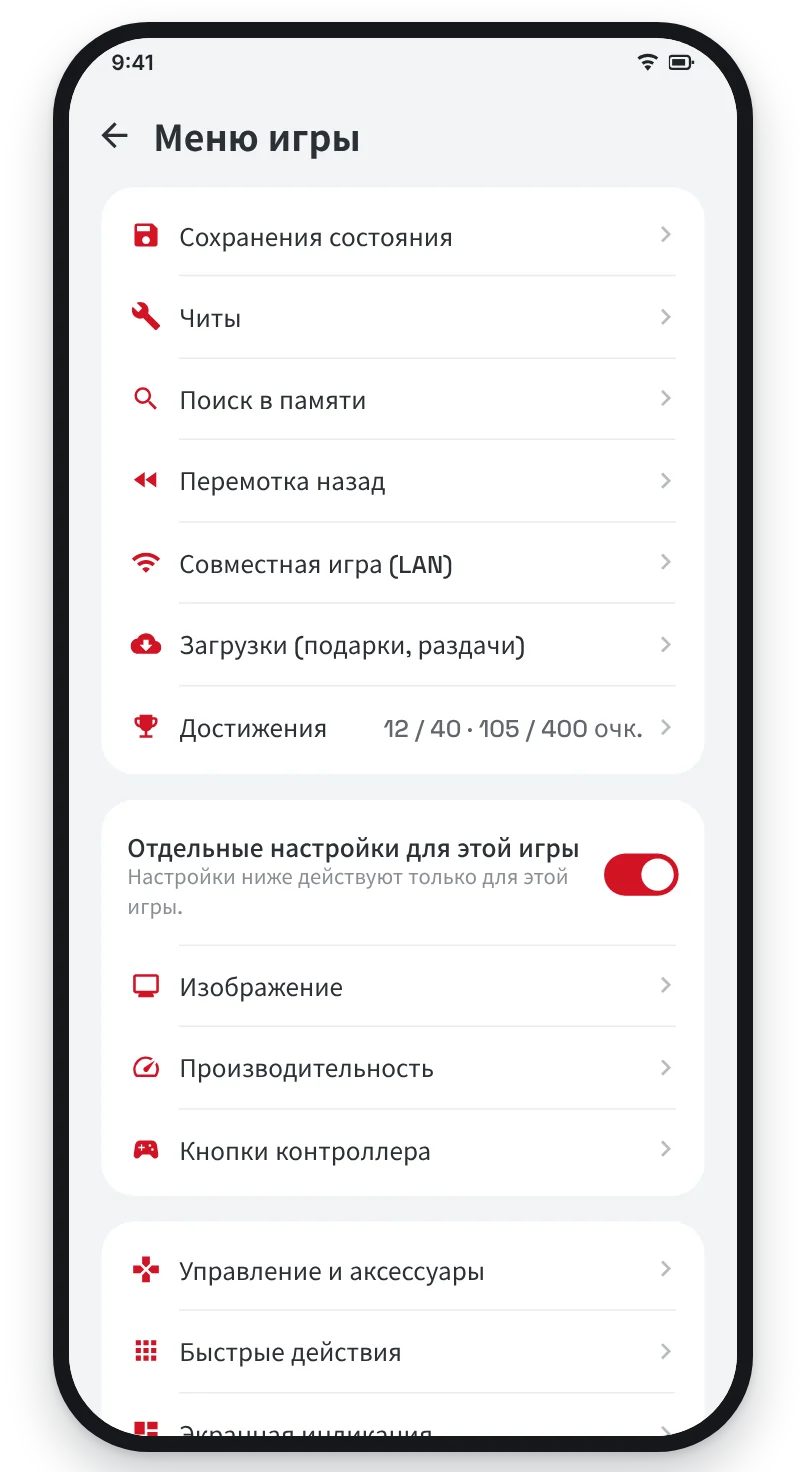 9:41
Меню игры
Сохранения состояния
Читы
Поиск в памяти
Перемотка назад
Совместная игра (LAN)
Загрузки (подарки, раздачи)
Достижения 12 / 40 · 105 / 400 очк.
Отдельные настройки для этой игры
Настройки ниже действуют только для этой
игры.
Изображение
Производительность
Кнопки контроллера
Управление и аксессуары
Быстрые действия
Экранная индикация